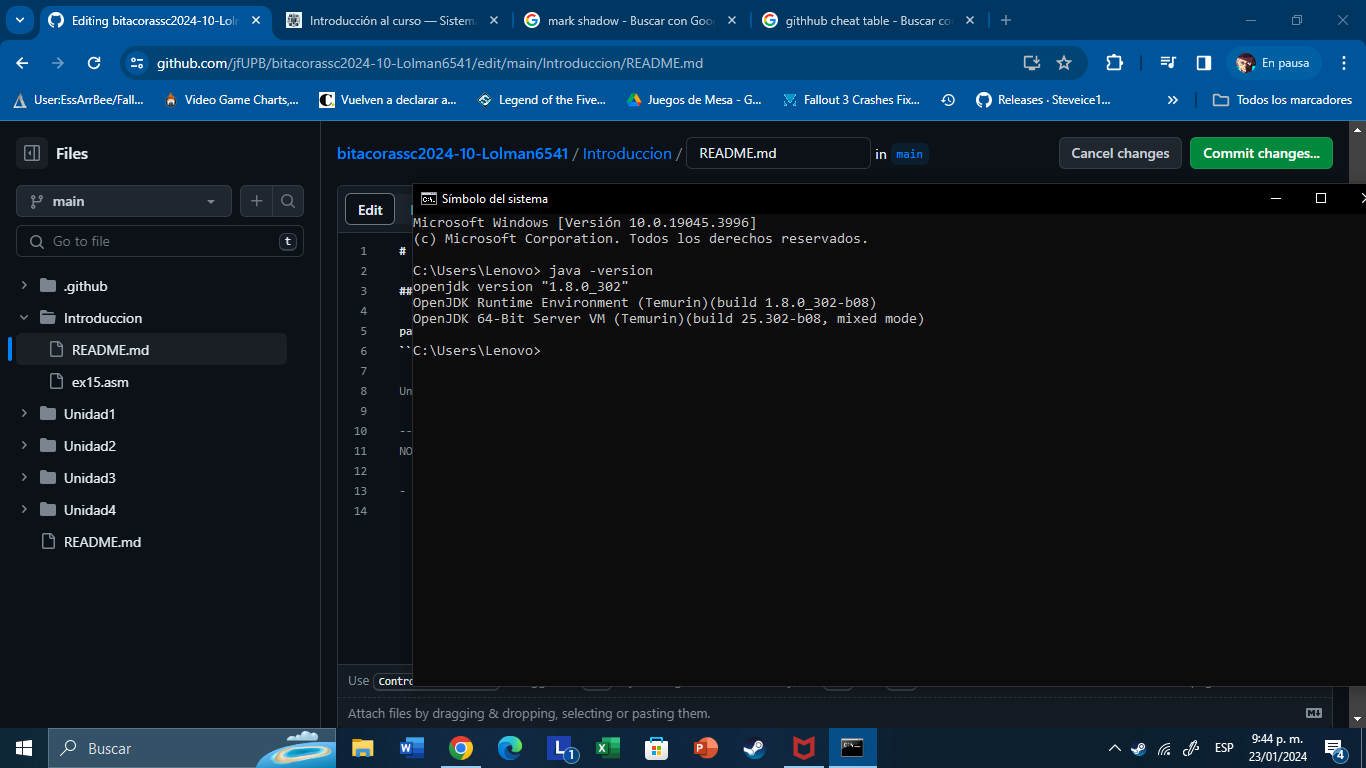 Editing bitacorassc2024-10-Lolm
Introducción al curso — Sistema
mark shadow - Buscar con Goo
githhub cheat table - Buscar co
github.com/jfUPB/bitacorassc2024-10-Lolman6541/edit/main/Introduccion/README.md
En pausa
User:EssArrBee/Fall...
Video Game Charts,...
Vuelven a declarar a...
Legend of the Five...
Juegos de Mesa - G...
Fallout 3 Crashes Fix...
Releases · Steveice1...
»
Todos los marcadores
Files
bitacorassc2024-10-Lolman6541 / Introduccion / README.md in main
Cancel changes
Commit changes...
main
Go to file
t
.github
Introduccion
README.md
ex15.asm
Unidad1
Unidad2
Unidad3
Unidad4
README.md
Edit
1 #
2
3 ##
4
5 pa
6 ``
7
8 Un
9
10 --
11 NO
12
13 -
14
Símbolo del sistema
Microsoft Windows [Versión 10.0.19045.3996]
(c) Microsoft Corporation. Todos los derechos reservados.
C:\Users\Lenovo> java -version
openjdk version "1.8.0_302"
OpenJDK Runtime Environment (Temurin)(build 1.8.0_302-b08)
OpenJDK 64-Bit Server VM (Temurin)(build 25.302-b08, mixed mode)
C:\Users\Lenovo>
Use Contro
Attach files by dragging & dropping, selecting or pasting them.
Buscar
ESP
9:44 p. m.
23/01/2024
4